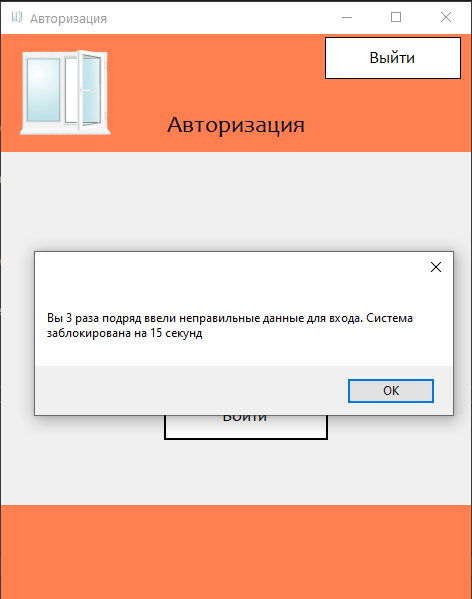 Авторизация
Выйти
Авторизация
Вы 3 раза подряд ввели неправильные данные для входа. Система
заблокирована на 15 секунд
OK
Войти